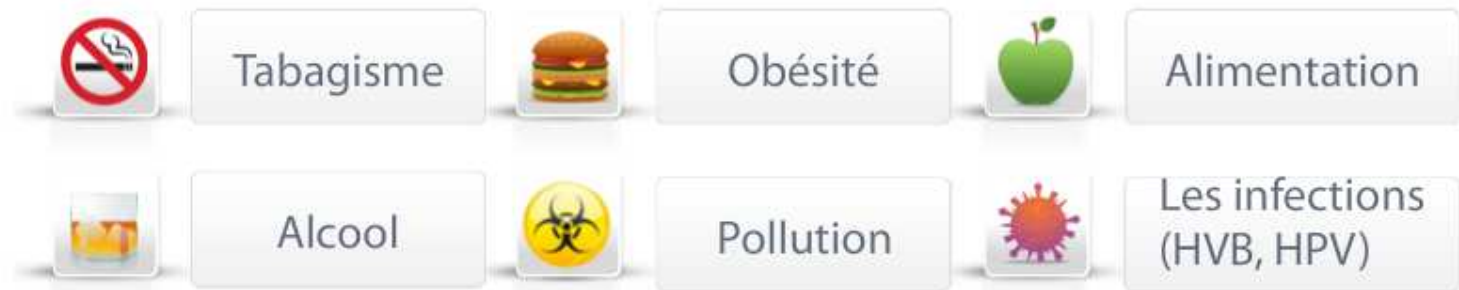 Tabagisme
Obésité
Alimentation
Alcool
Pollution
Les infections
(HVB, HPV)